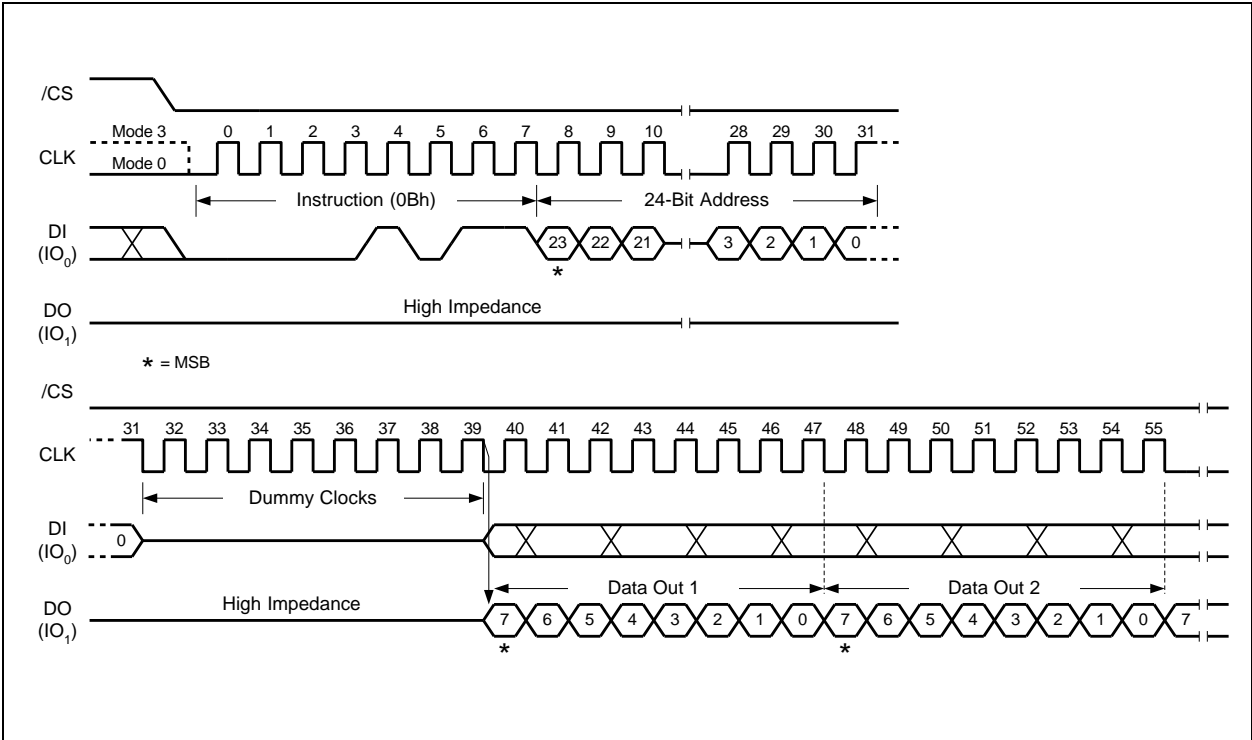 /CS
Mode 3 0 1 2 3 4 5 6 7 8 9 10 28 29 30 31
CLK
Mode 0
Instruction (0Bh) 24-Bit Address
DI
(IO0) 23 22 21 3 2 1 0
*
High Impedance
DO
(IO1)
* = MSB
/CS
31 32 33 34 35 36 37 38 39 40 41 42 43 44 45 46 47 48 49 50 51 52 53 54 55
CLK
Dummy Clocks
DI
(IO0) 0
Data Out 1 Data Out 2
High Impedance
DO
(IO1) 7 6 5 4 3 2 1 0 7 6 5 4 3 2 1 0 7
* *